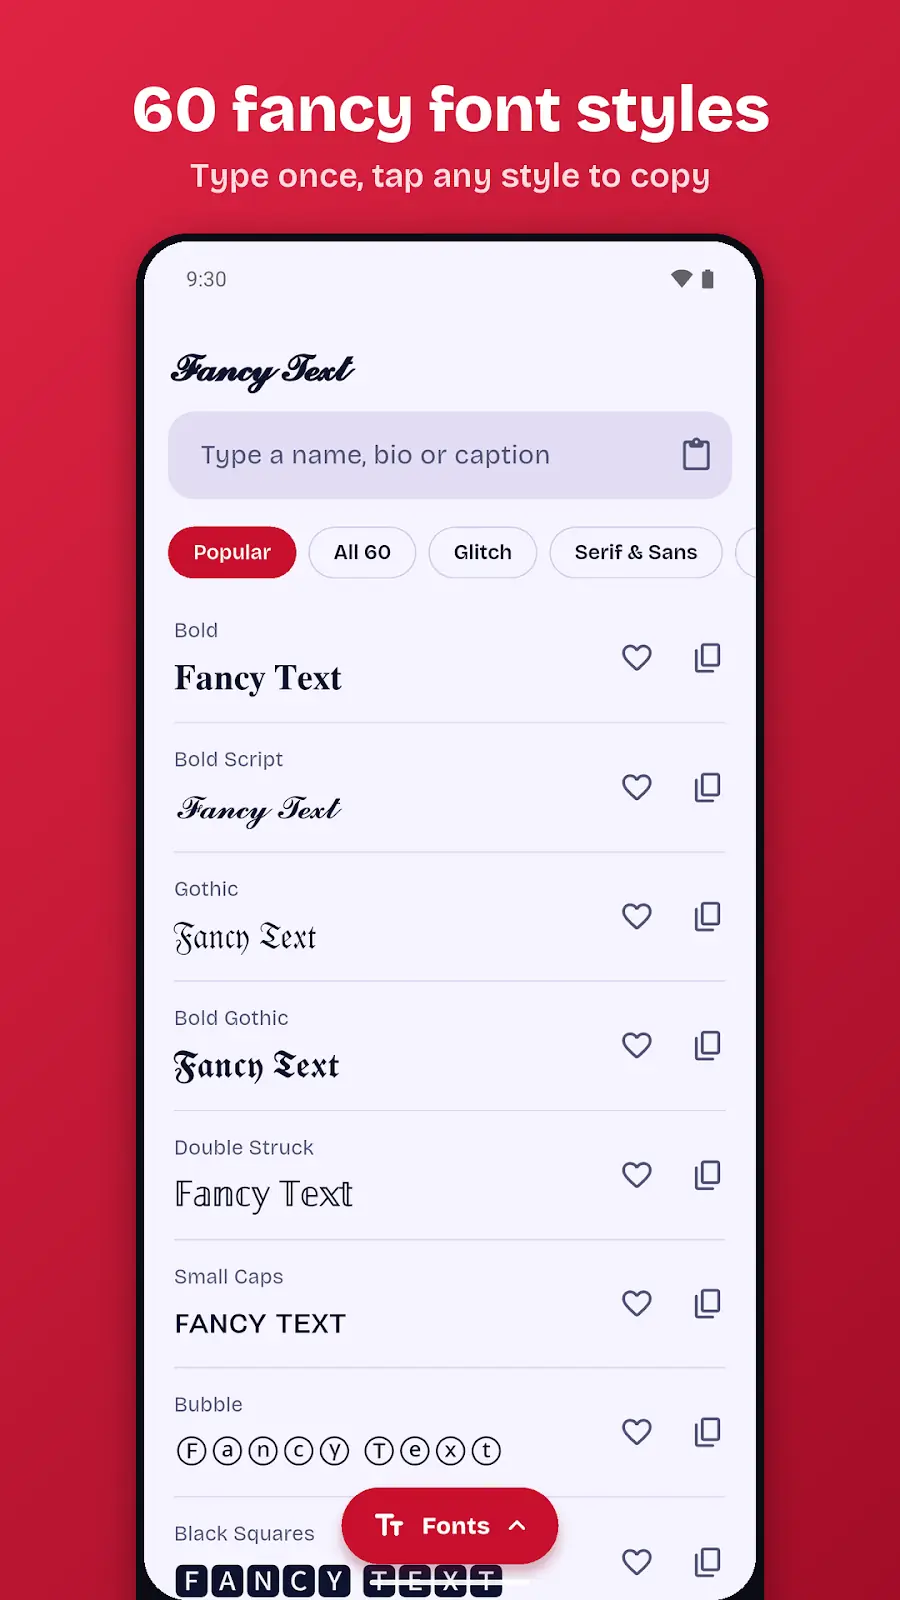 60 fancy font styles
Type once, tap any style to copy
9:30
Fancy Text
Type a name, bio or caption
Popular
All 60
Glitch
Serif & Sans
Bold
Fancy Text
Bold Script
Fancy Text
Gothic
Fancy Text
Bold Gothic
Fancy Text
Double Struck
Fancy Text
Small Caps
FANCY TEXT
Bubble
Ⓕⓐⓝⓒⓨ Ⓣⓔⓧⓣ
Black Squares
FANCY TEXT
Tт Fonts